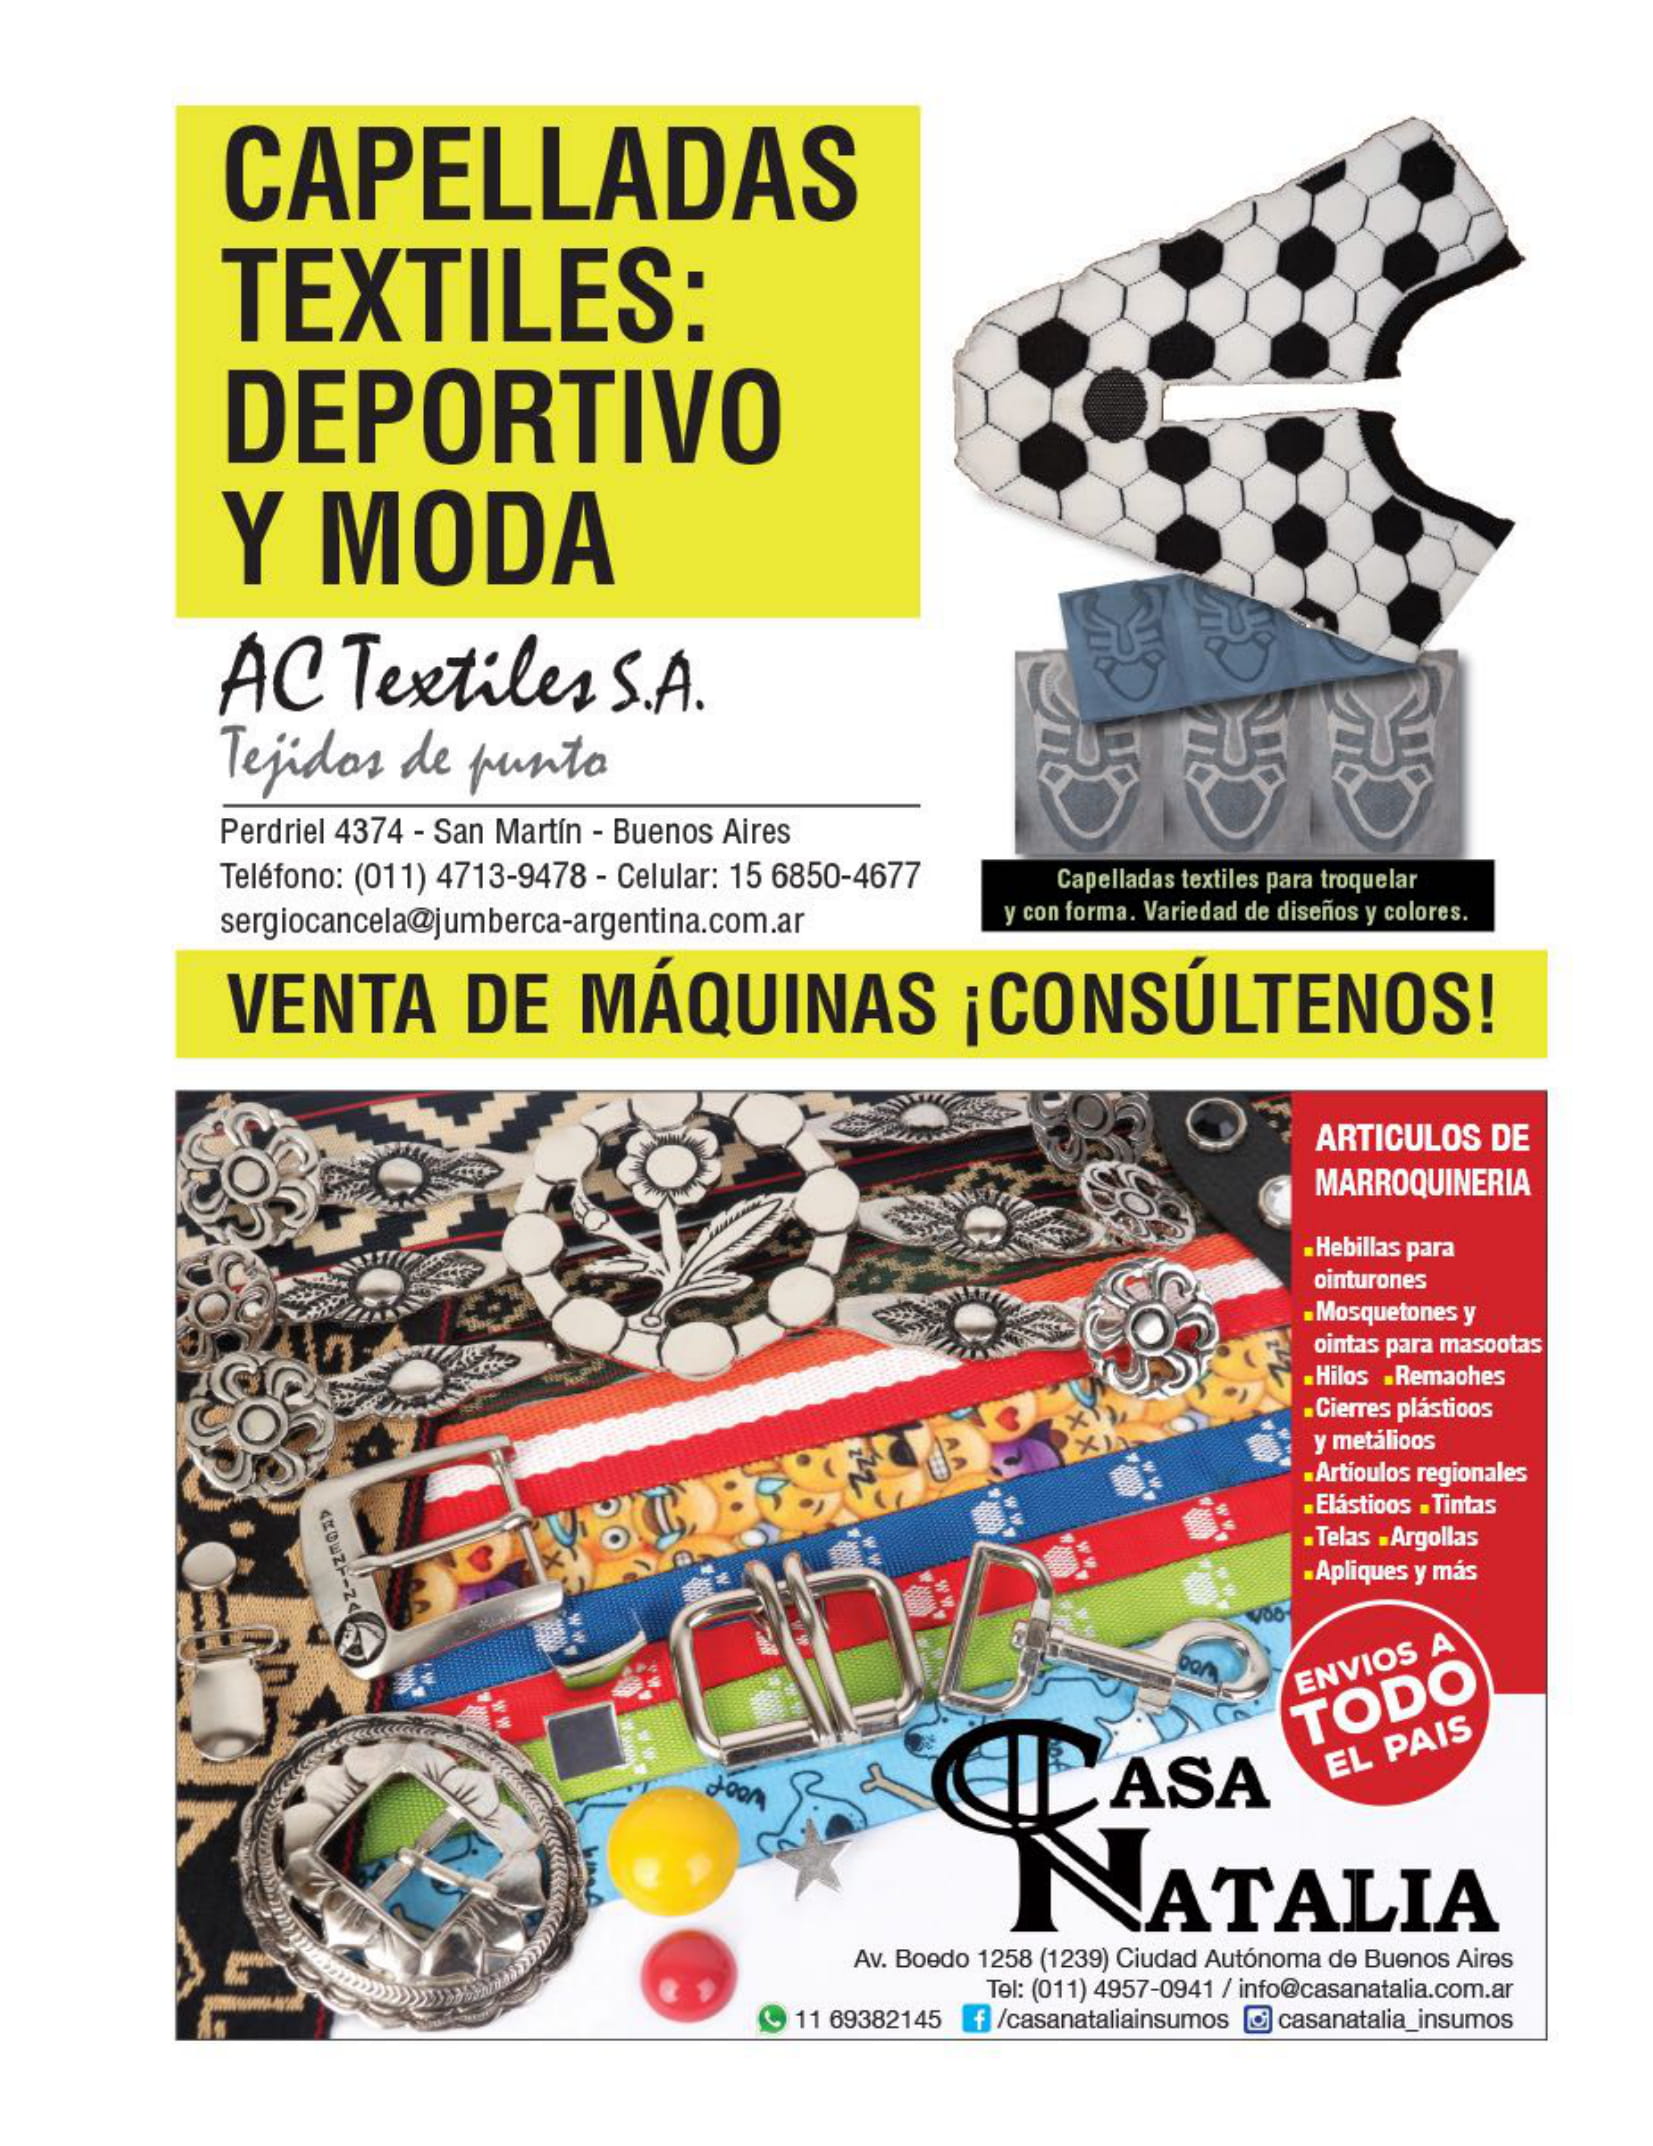 CAPELLADAS
TEXTILES:
DEPORTIVO
Y MODA
AC Textiles S.A.
Tejidos de punto
Perdriel 4374 - San Martín - Buenos Aires
Teléfono: (011) 4713-9478 - Celular: 15 6850-4677
sergiocancela@jumberca-argentina.com.ar
Capelladas textiles para troquelar
y con forma. Variedad de diseños y colores.
VENTA DE MÁQUINAS ¡CONSÚLTENOS!
ARTICULOS DE
MARROQUINERIA
Hebillas para
cinturones
Mosquetones y
cintas para mascotas
Hilos Remaches
Cierres plásticos
y metálicos
Artículos regionales
Elásticos Tintas
Telas Argollas
Apliques y más
ENVIOS A
TODO
EL PAIS
ARGENTINA
woof
CASA
NATALIA
Av. Boedo 1258 (1239) Ciudad Autónoma de Buenos Aires
Tel: (011) 4957-0941 / info@casanatalia.com.ar
11 69382145 /casanataliainsumos casanatalia_insumos